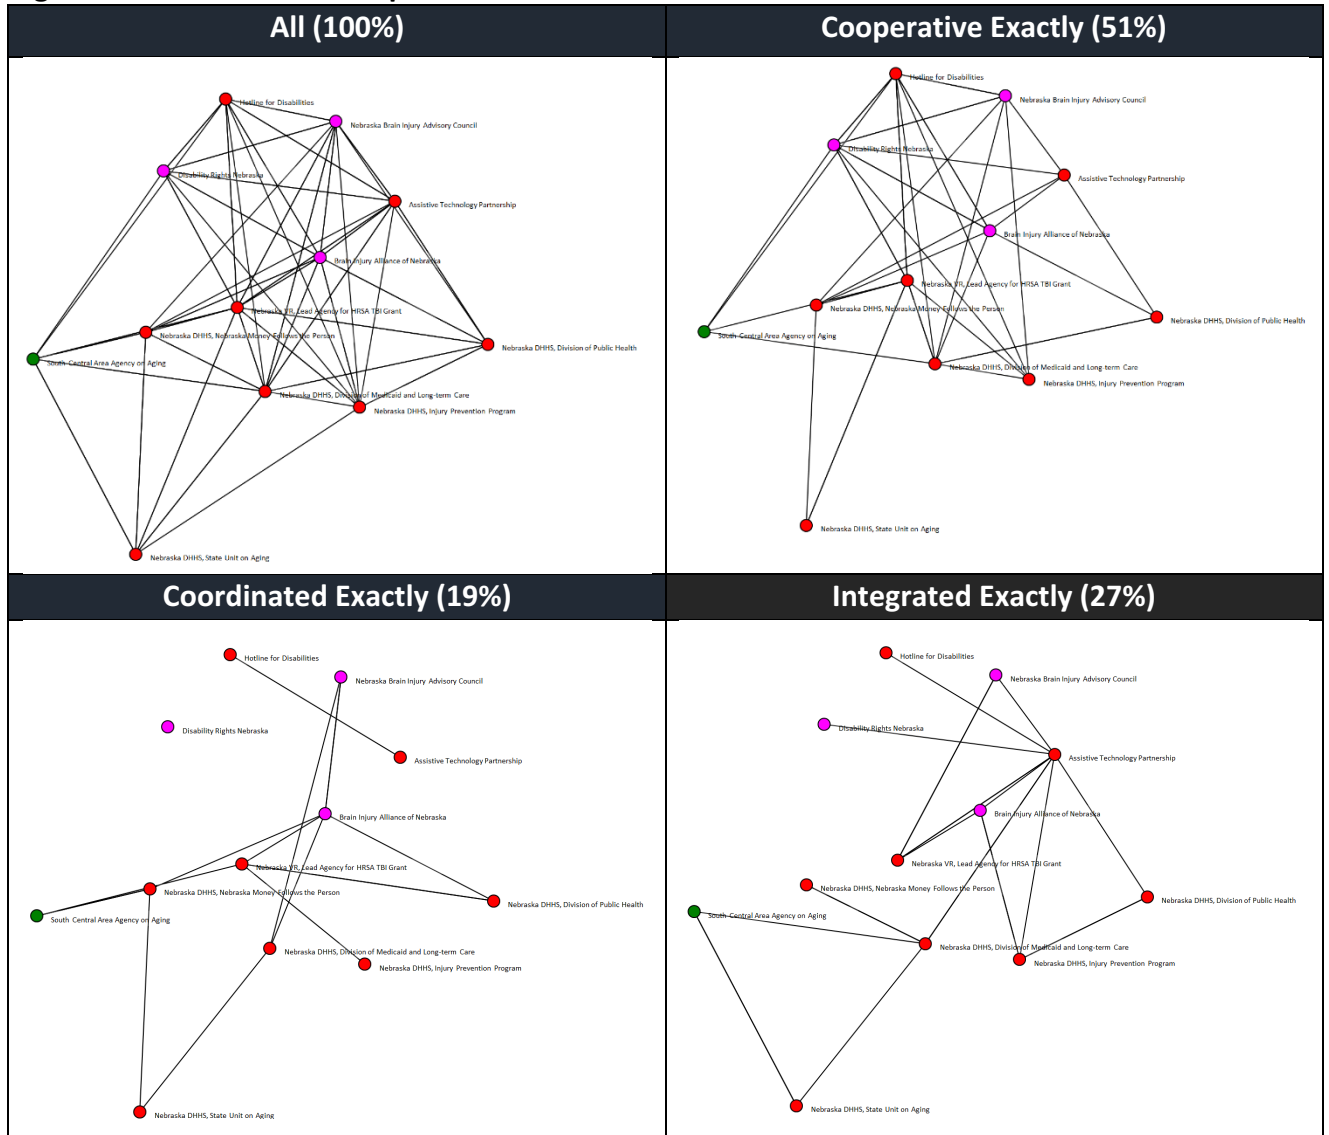 All (100%)
Cooperative Exactly (51%)
Hotline for Disabilities
Nebraska Brain Injury Advisory Council
Disability Rights Nebraska
Assistive Technology Partnership
Brain Injury Alliance of Nebraska
Nebraska VR, Lead Agency for HRSA TBI Grant
Nebraska DHHS, Nebraska Money Follows the Person
Nebraska DHHS, Division of Public Health
South Central Area Agency on Aging
Nebraska DHHS, Division of Medicaid and Long-term Care
Nebraska DHHS, Injury Prevention Program
Nebraska DHHS, State Unit on Aging
Hotline for Disabilities
Nebraska Brain Injury Advisory Council
Disability Rights Nebraska
Assistive Technology Partnership
Brain Injury Alliance of Nebraska
Nebraska VR, Lead Agency for HRSA TBI Grant
Nebraska DHHS, Nebraska Money Follows the Person
Nebraska DHHS, Division of Public Health
South Central Area Agency on Aging
Nebraska DHHS, Division of Medicaid and Long-term Care
Nebraska DHHS, Injury Prevention Program
Nebraska DHHS, State Unit on Aging
Coordinated Exactly (19%)
Integrated Exactly (27%)
Hotline for Disabilities
Nebraska Brain Injury Advisory Council
Disability Rights Nebraska
Assistive Technology Partnership
Brain Injury Alliance of Nebraska
Nebraska VR, Lead Agency for HRSA TBI Grant
Nebraska DHHS, Nebraska Money Follows the Person
Nebraska DHHS, Division of Public Health
South Central Area Agency on Aging
Nebraska DHHS, Division of Medicaid and Long-term Care
Nebraska DHHS, Injury Prevention Program
Nebraska DHHS, State Unit on Aging
Hotline for Disabilities
Nebraska Brain Injury Advisory Council
Disability Rights Nebraska
Assistive Technology Partnership
Brain Injury Alliance of Nebraska
Nebraska VR, Lead Agency for HRSA TBI Grant
Nebraska DHHS, Nebraska Money Follows the Person
Nebraska DHHS, Division of Public Health
South Central Area Agency on Aging
Nebraska DHHS, Division of Medicaid and Long-term Care
Nebraska DHHS, Injury Prevention Program
Nebraska DHHS, State Unit on Aging